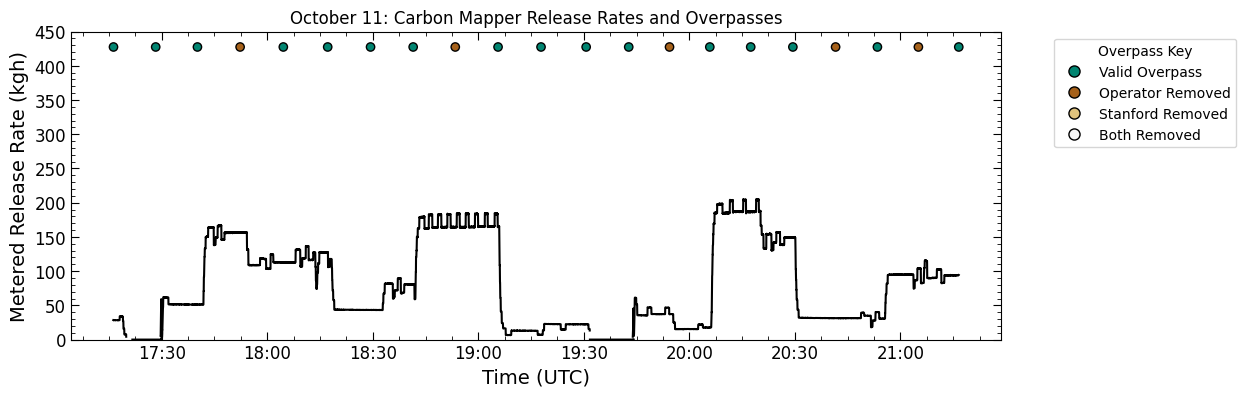 October 11: Carbon Mapper Release Rates and Overpasses
Metered Release Rate (kgh)
450
400
350
300
250
200
150
100
50
0
17:30 18:00 18:30 19:00 19:30 20:00 20:30 21:00
Time (UTC)
Overpass Key
Valid Overpass
Operator Removed
Stanford Removed
Both Removed